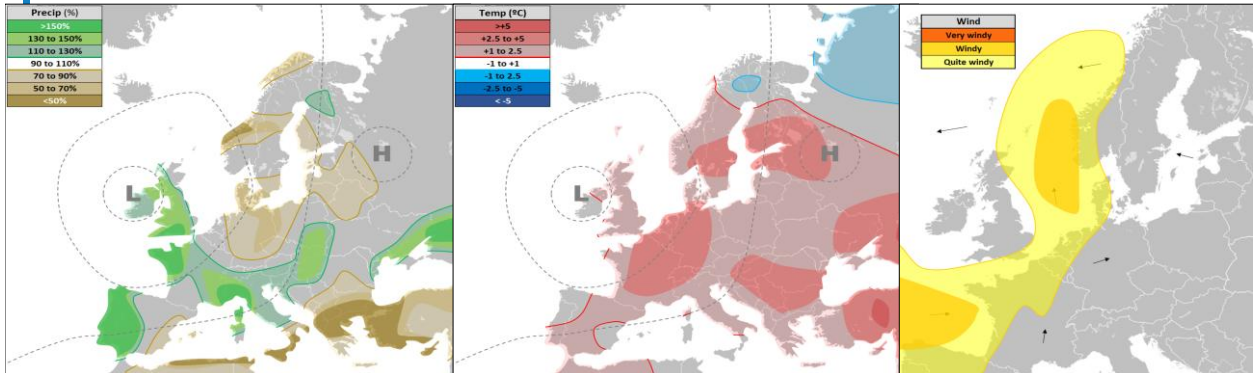 Precip (%)
>150%
130 to 150%
110 to 130%
90 to 110%
70 to 90%
50 to 70%
<50%
L
H
Temp (ºC)
>+5
+2.5 to +5
+1 to 2.5
-1 to +1
-1 to 2.5
-2.5 to -5
< -5
L
H
Wind
Very windy
Windy
Quite windy